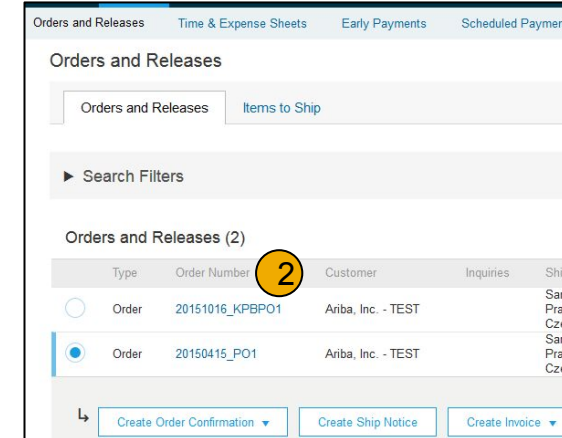 Orders and Releases Time & Expense Sheets Early Payments Scheduled
Orders and Releases
Orders and Releases Items to Ship
► Search Filters
Orders and Releases (2)
Type Order Number 2 Customer Inquiries
Order 20151016_KPBPO1 Ariba, Inc. - TEST
Order 20150415_PO1 Ariba, Inc. - TEST
Create Order Confirmation ▼ Create Ship Notice Create Invoice ▼